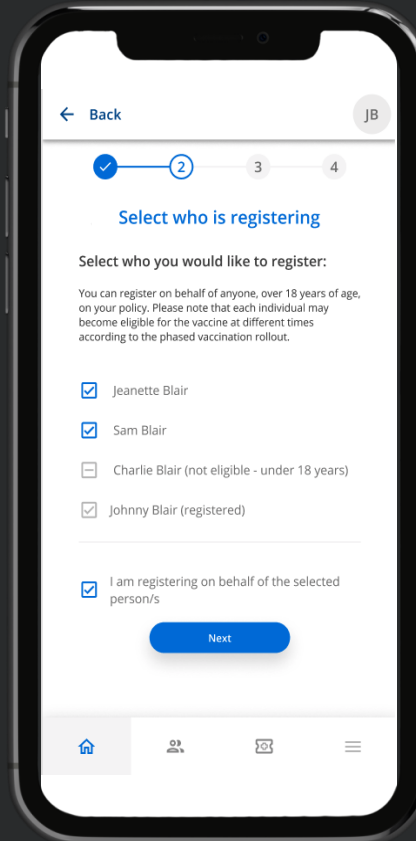 Back
JB
2
3
4
Select who is registering
Select who you would like to register:
You can register on behalf of anyone, over 18 years of age,
on your policy. Please note that each individual may
become eligible for the vaccine at different times
according to the phased vaccination rollout.
Jeanette Blair
Sam Blair
Charlie Blair (not eligible - under 18 years)
Johnny Blair (registered)
I am registering on behalf of the selected
person/s
Next